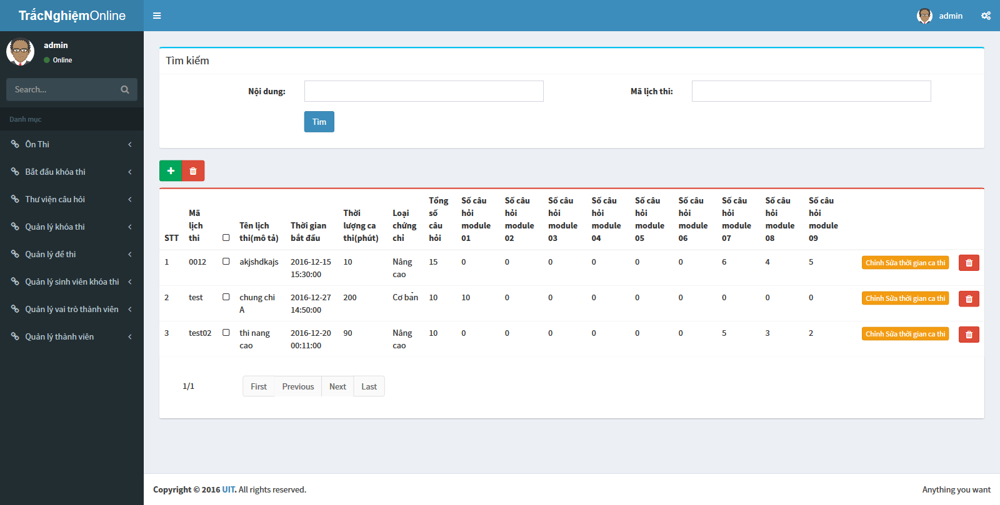 TrắcNghiệmOnline
admin
admin
Online
Search...
Danh mục
Ôn Thi
Bắt đầu khóa thi
Thư viện câu hỏi
Quản lý khóa thi
Quản lý đề thi
Quản lý sinh viên khóa thi
Quản lý vai trò thành viên
Quản lý thành viên
Tìm kiếm
Nội dung:
Mã lịch thi:
Tìm
STT Mã lịch thi Tên lịch thi(mô tả) Thời gian bắt đầu Thời lượng ca thi(phút) Loại chứng chỉ Tổng số câu hỏi Số câu hỏi module 01 Số câu hỏi module 02 Số câu hỏi module 03 Số câu hỏi module 04 Số câu hỏi module 05 Số câu hỏi module 06 Số câu hỏi module 07 Số câu hỏi module 08 Số câu hỏi module 09
1 0012 akjshdkajs 2016-12-15 15:30:00 10 Nâng cao 15 0 0 0 0 0 0 6 4 5 Chỉnh Sửa thời gian ca thi
2 test chung chi A 2016-12-27 14:50:00 200 Cơ bản 10 10 0 0 0 0 0 0 0 0 Chỉnh Sửa thời gian ca thi
3 test02 thi nang cao 2016-12-20 00:11:00 90 Nâng cao 10 0 0 0 0 0 0 5 3 2 Chỉnh Sửa thời gian ca thi
1/1 First Previous Next Last
Copyright © 2016 UIT. All rights reserved.
Anything you want